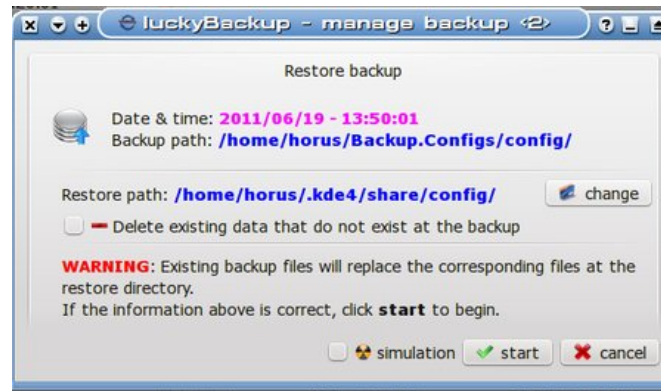 luckyBackup - manage backup <2>
Restore backup
Date & time: 2011/06/19 - 13:50:01
Backup path: /home/horus/Backup.Configs/config/
Restore path: /home/horus/.kde4/share/config/
change
Delete existing data that do not exist at the backup
WARNING: Existing backup files will replace the corresponding files at the
restore directory.
If the information above is correct, click start to begin.
simulation start cancel